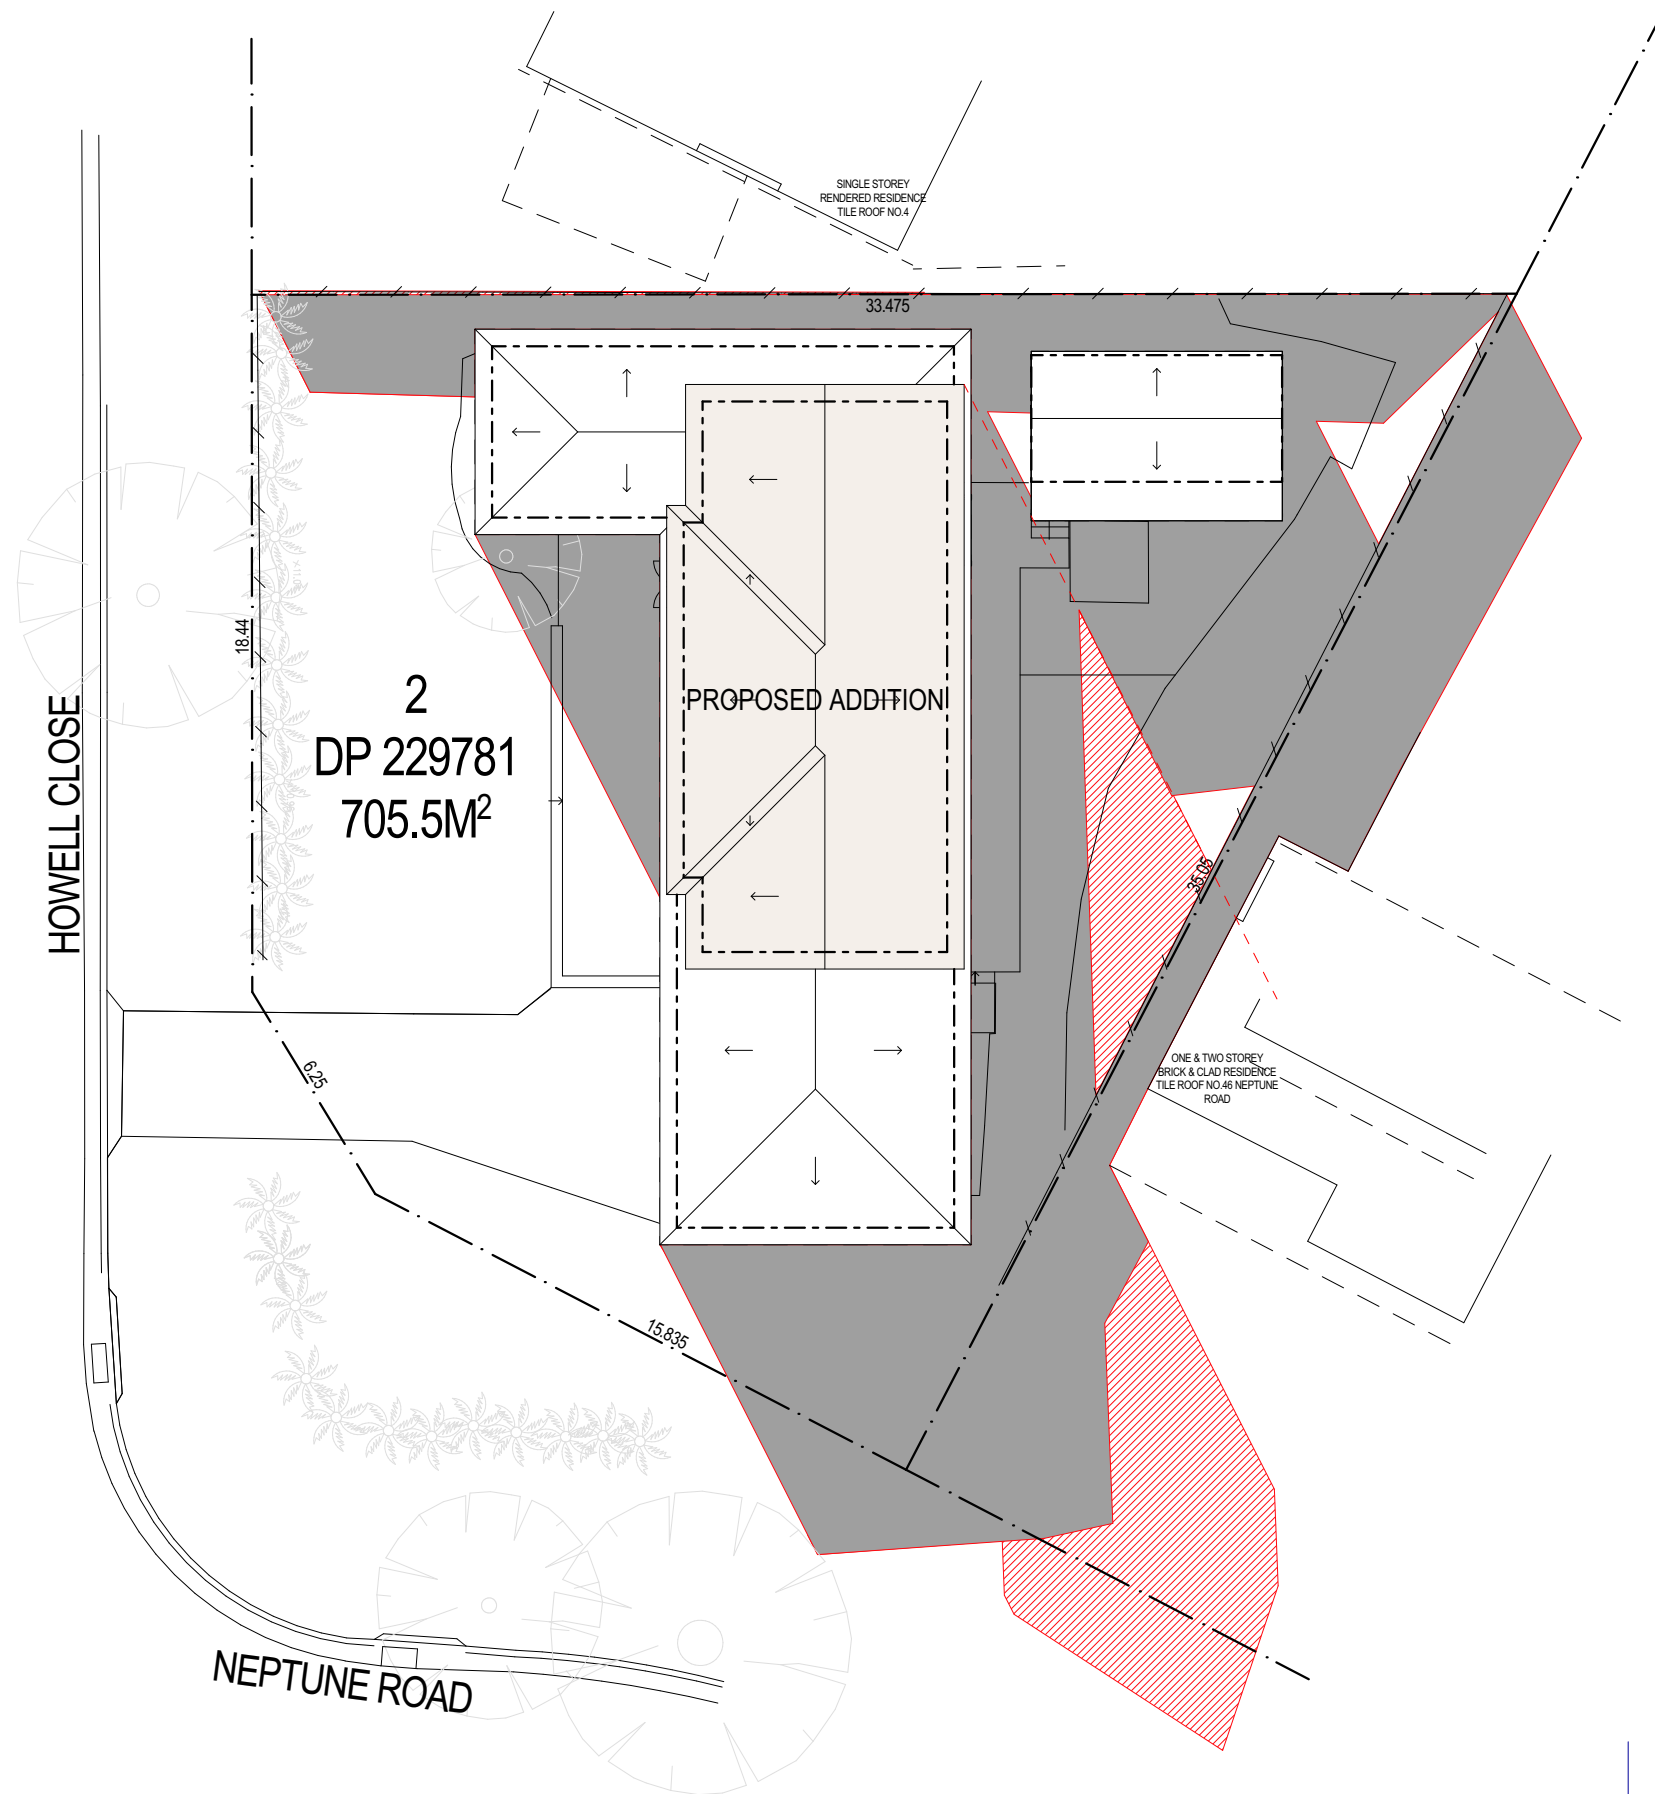 SINGLE STOREY
RENDERED RESIDENCE
TILE ROOF NO.4
33.475
18.44
2
DP 229781
705.5M²
PROPOSED ADDITION
HOWELL CLOSE
35.05
6.25
ONE & TWO STOREY
BRICK & CLAD RESIDENCE
TILE ROOF NO.46 NEPTUNE
ROAD
15.835
NEPTUNE ROAD